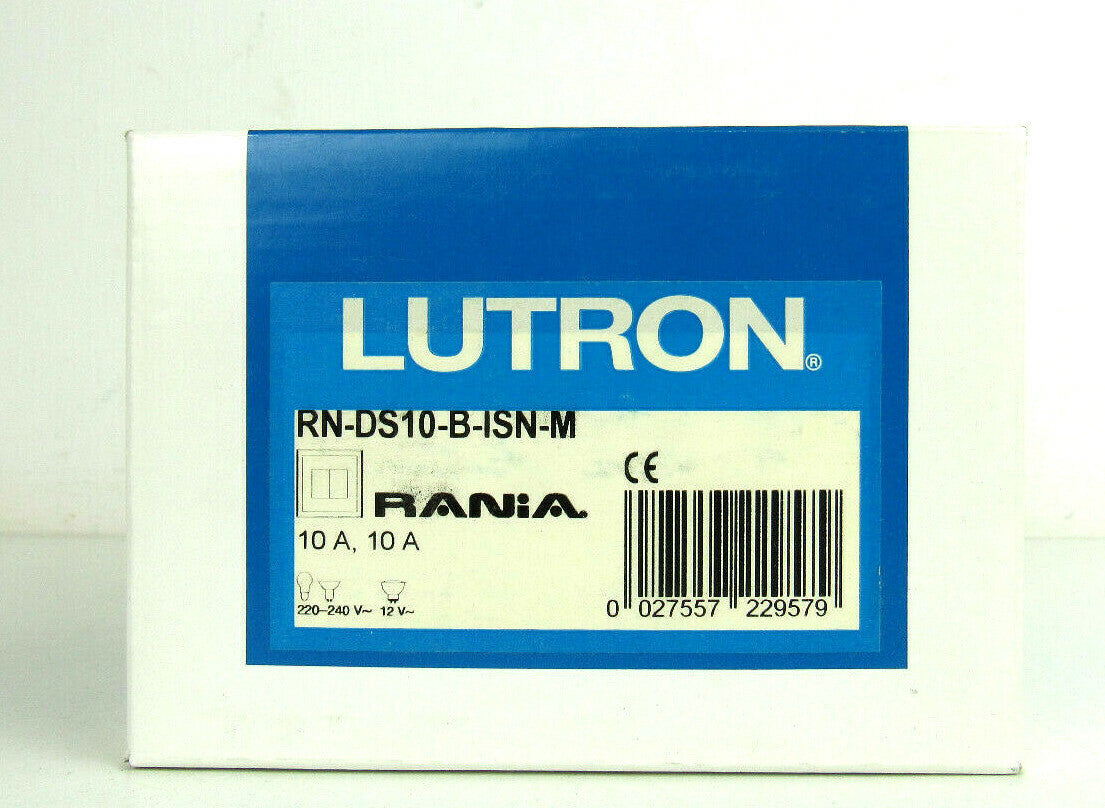 LUTRON®
RN-DS10-B-ISN-M
CE
RANiA®
10 A, 10 A
220–240 V~ 12 V~
0 027557 229579